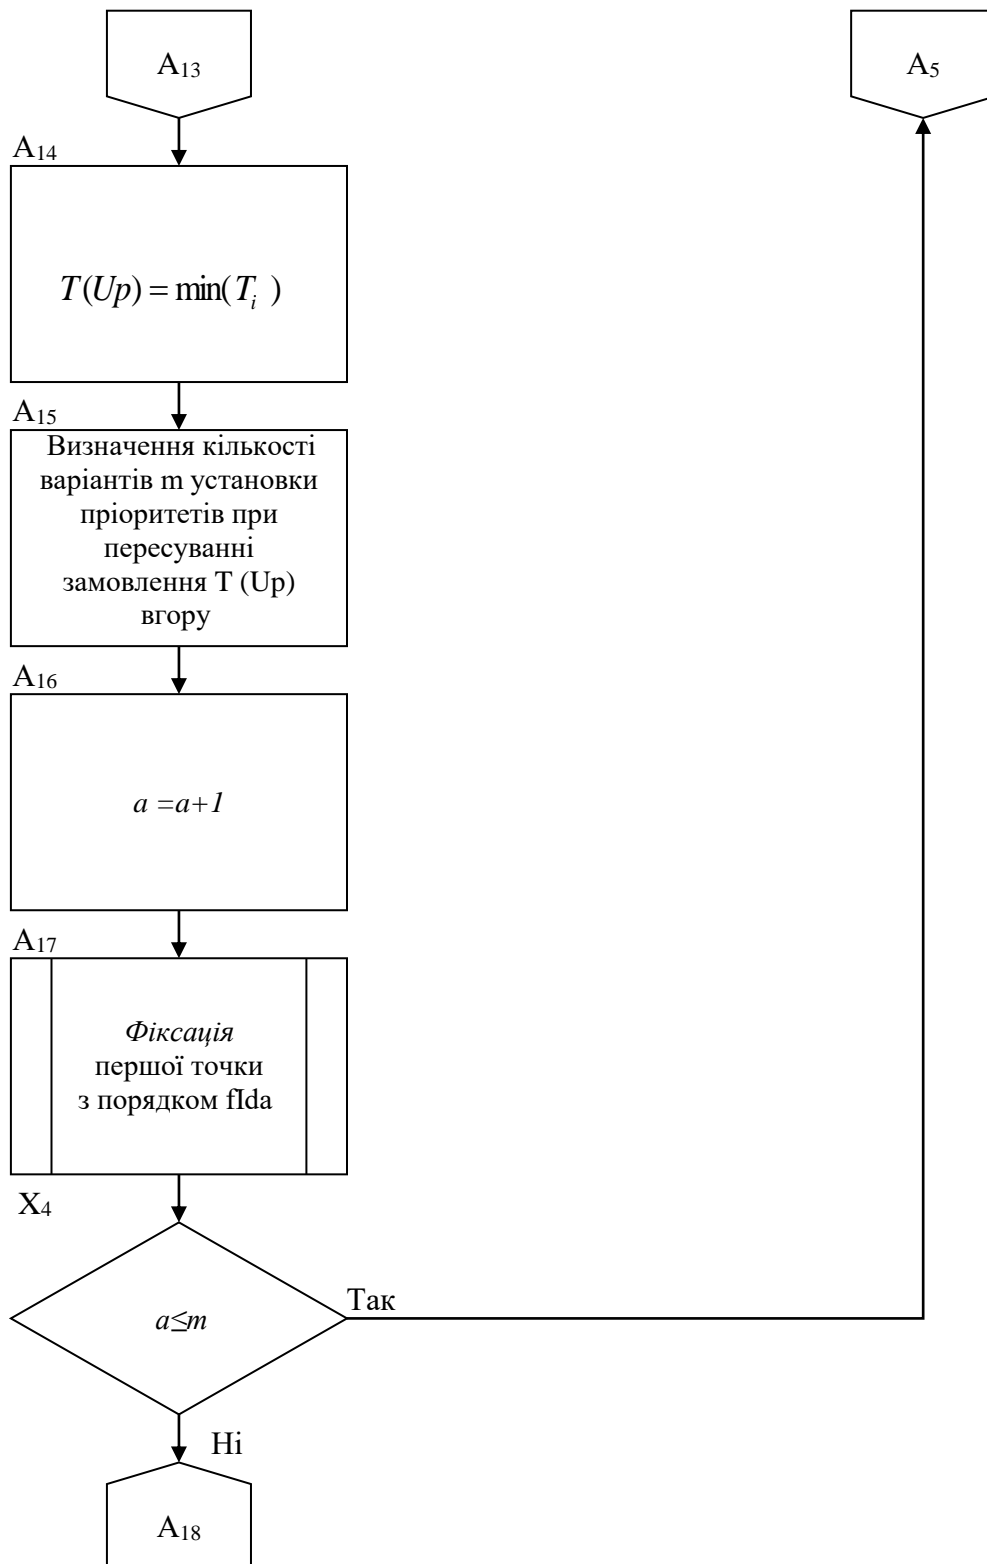 A₁₃
A₅
A₁₄
T(Up) = min(Tᵢ )
A₁₅
Визначення кількості
варіантів m установки
пріоритетів при
пересуванні
замовлення T (Up)
вгору
A₁₆
a =a+1
A₁₇
Фіксація
першої точки
з порядком fIda
X₄
a≤m
Так
Ні
A₁₈